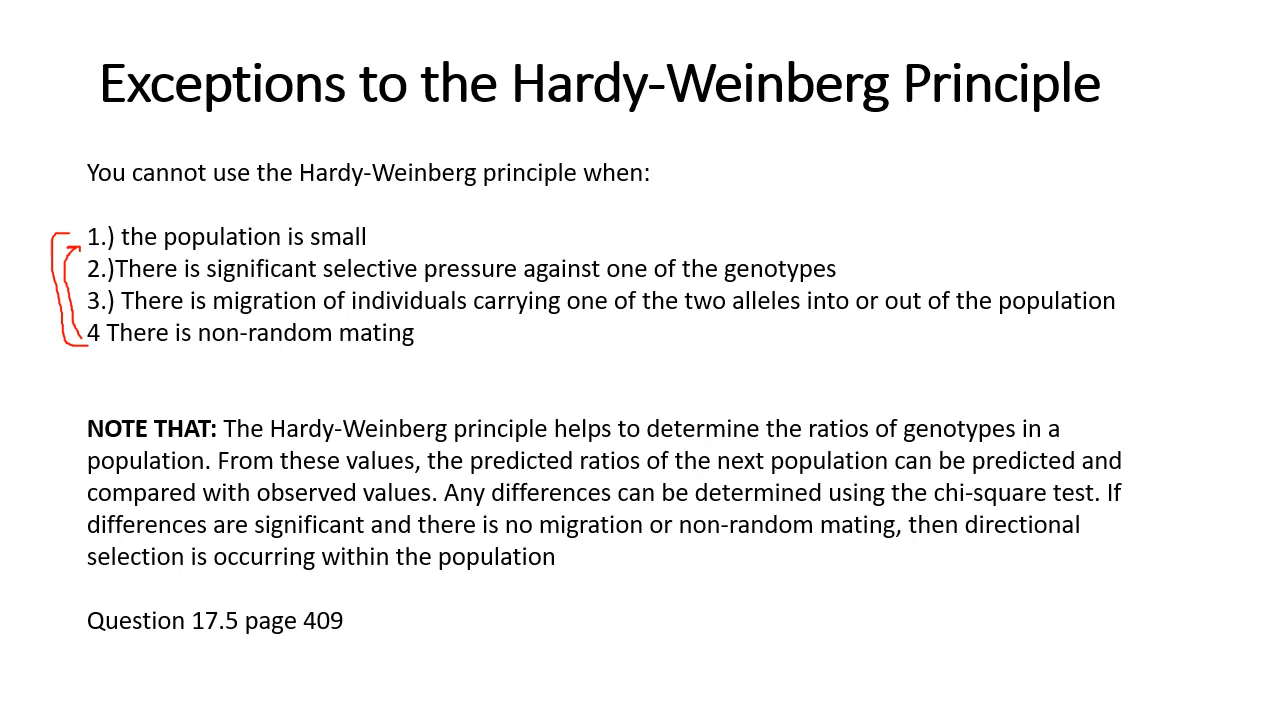 Exceptions to the Hardy-Weinberg Principle
You cannot use the Hardy-Weinberg principle when:
1.) the population is small
2.)There is significant selective pressure against one of the genotypes
3.) There is migration of individuals carrying one of the two alleles into or out of the population
4 There is non-random mating
NOTE THAT: The Hardy-Weinberg principle helps to determine the ratios of genotypes in a
population. From these values, the predicted ratios of the next population can be predicted and
compared with observed values. Any differences can be determined using the chi-square test. If
differences are significant and there is no migration or non-random mating, then directional
selection is occurring within the population
Question 17.5 page 409